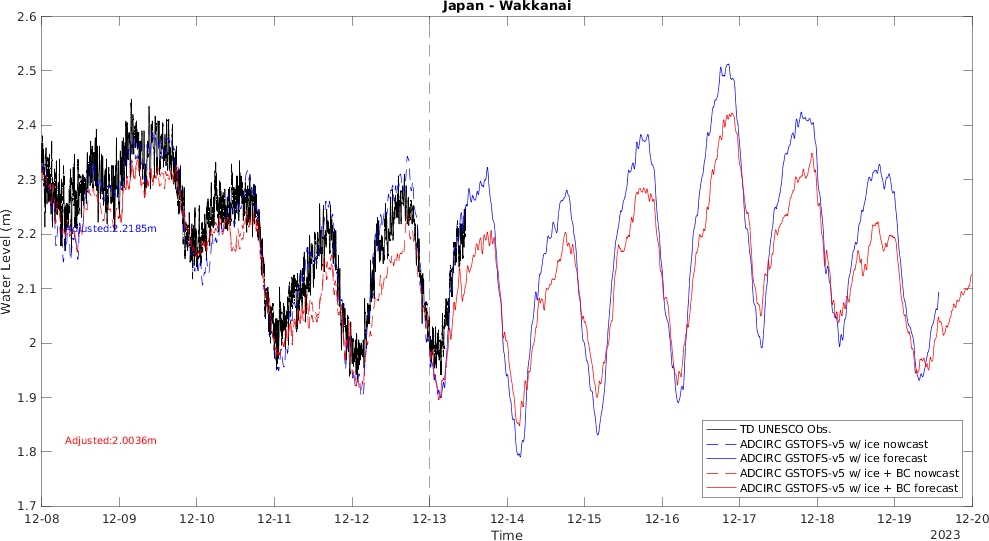 Japan - Wakkanai
Water Level (m)
2.6
2.5
2.4
2.3
2.2
2.1
2
1.9
1.8
1.7
Adjusted:2.2185m
Adjusted:2.0036m
TD UNESCO Obs.
ADCIRC GSTOFS-v5 w/ ice nowcast
ADCIRC GSTOFS-v5 w/ ice forecast
ADCIRC GSTOFS-v5 w/ ice + BC nowcast
ADCIRC GSTOFS-v5 w/ ice + BC forecast
12-08 12-09 12-10 12-11 12-12 12-13 12-14 12-15 12-16 12-17 12-18 12-19 12-20
Time
2023